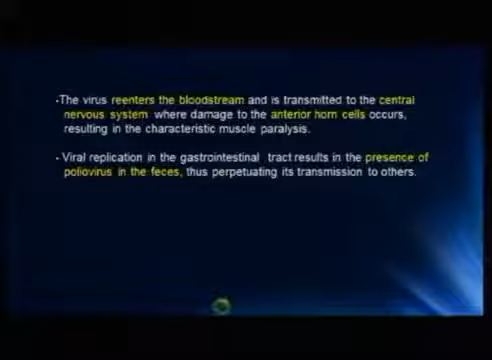 •The virus reenters the bloodstream and is transmitted to the central
nervous system where damage to the anterior horn cells occurs,
resulting in the characteristic muscle paralysis.
• Viral replication in the gastrointestinal tract results in the presence of
poliovirus in the feces, thus perpetuating its transmission to others.